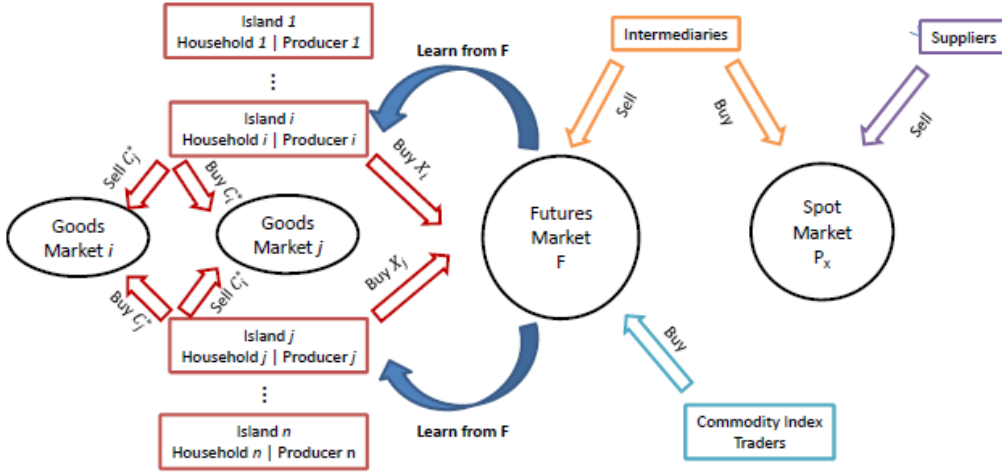 Island 1
Household 1 | Producer 1
⋮
Island i
Household i | Producer i
Learn from F
Intermediaries
Suppliers
Sell
Buy
Sell
Sell C_j^*
Buy C_i^*
Buy X_i
Goods
Market i
Goods
Market j
Futures
Market
F
Spot
Market
P_x
Buy C_j^*
Sell C_i^*
Buy X_j
Buy
Island j
Household j | Producer j
⋮
Island n
Household n | Producer n
Learn from F
Commodity Index
Traders